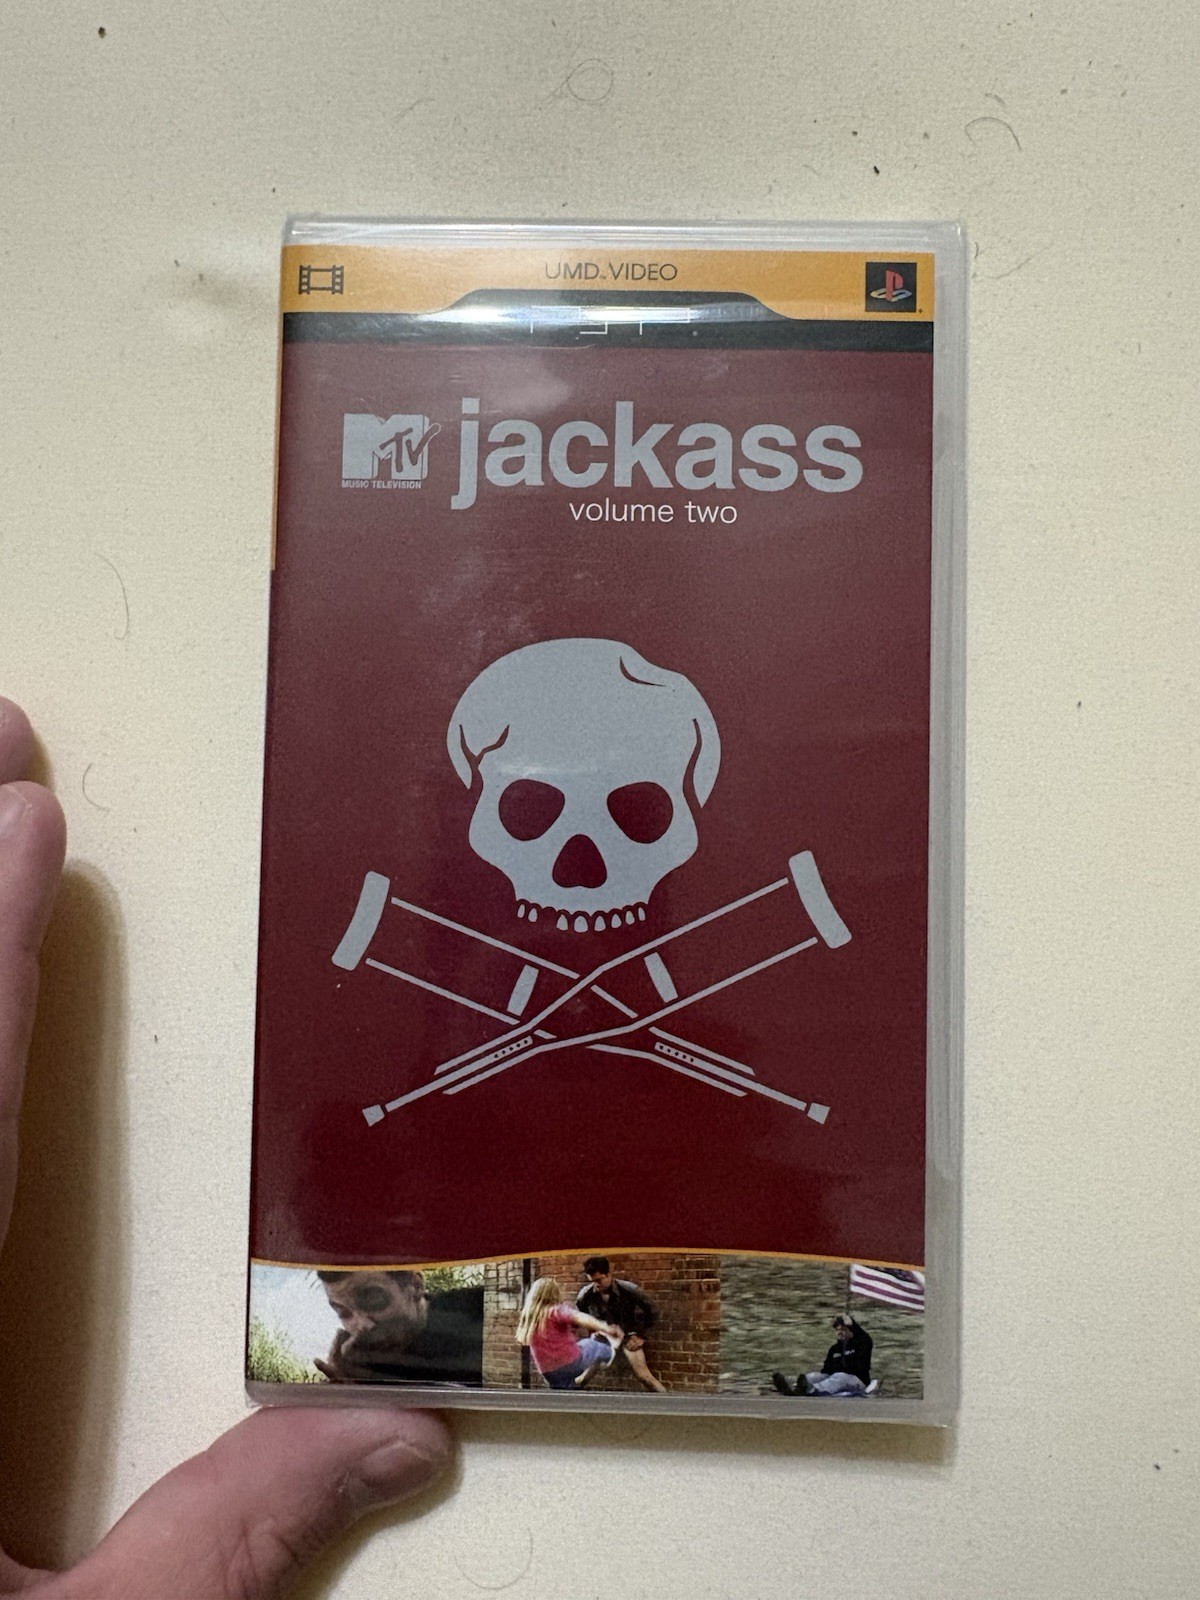 UMD VIDEO
MTV
MUSIC TELEVISION
jackass
volume two